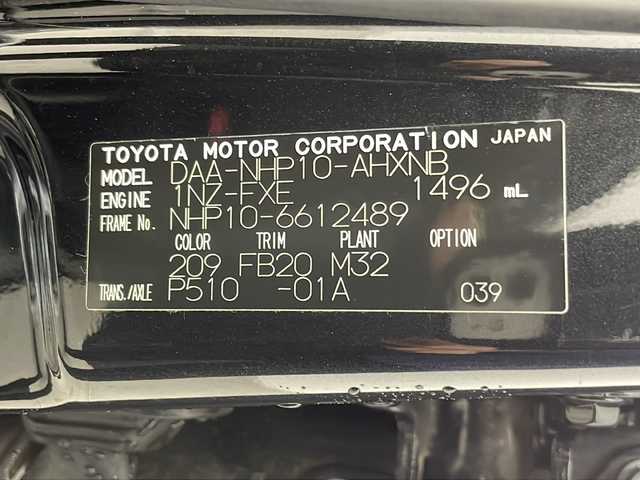 TOYOTA MOTOR CORPORATION JAPAN
MODEL DAA-NHP10-AHXNB
ENGINE 1NZ-FXE 1496 mL
FRAME No. NHP10-6612489
COLOR TRIM PLANT OPTION
209 FB20 M32
TRANS./AXLE P510 -01A 039